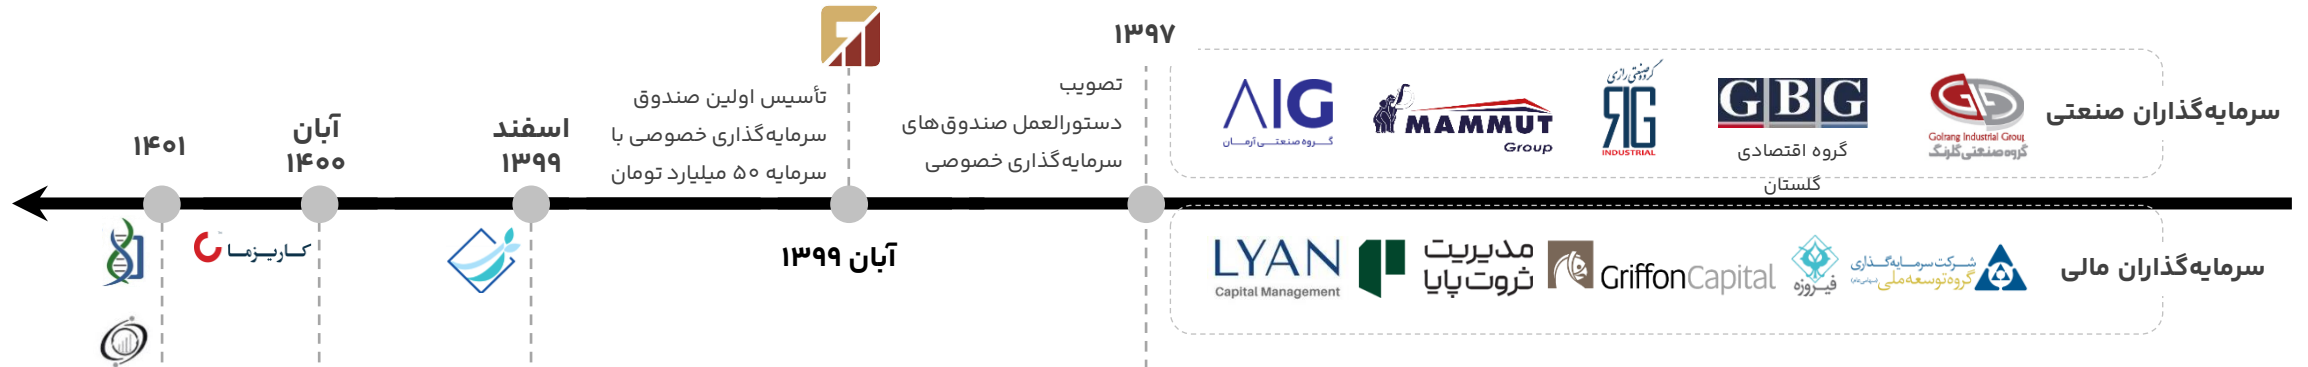 سرمایه‌گذاران صنعتی
Golrang Industrial Group
گروه صنعتی گلرنگ
GBG
گروه اقتصادی
گلستان
گروه صنعتی رازی
RIG
INDUSTRIAL
MAMMUT
Group
AIG
گروه صنعتی آرمان
سرمایه‌گذاران مالی
شرکت سرمایه‌گذاری
گروه توسعه ملی
فیروزه
GriffonCapital
مدیریت
ثروت پایا
LYAN
Capital Management
۱۳۹۷
تصویب
دستورالعمل صندوق‌های
سرمایه‌گذاری خصوصی
تأسیس اولین صندوق
سرمایه‌گذاری خصوصی با
سرمایه ۵۰ میلیارد تومان
آبان ۱۳۹۹
اسفند
۱۳۹۹
آبان
۱۴۰۰
کاریزما
۱۴۰۱